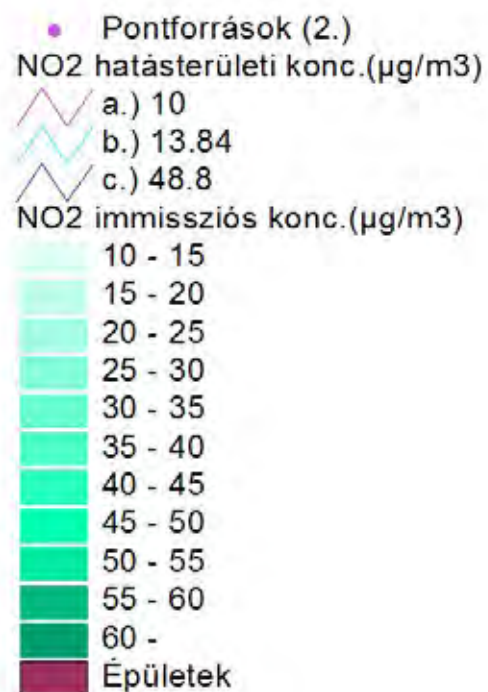 Pontforrások (2.)
NO2 hatásterületi konc.(µg/m3)
a.) 10
b.) 13.84
c.) 48.8
NO2 immissziós konc.(µg/m3)
10 - 15
15 - 20
20 - 25
25 - 30
30 - 35
35 - 40
40 - 45
45 - 50
50 - 55
55 - 60
60 -
Épületek